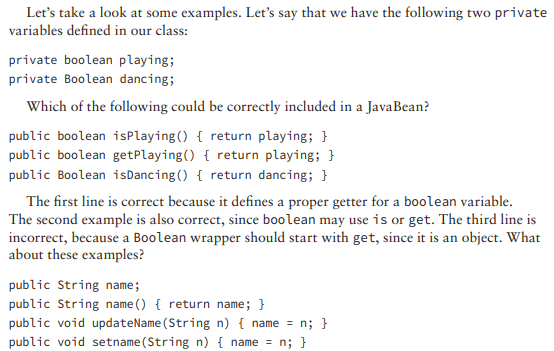 Let's take a look at some examples. Let's say that we have the following two private
variables defined in our class:
private boolean playing;
private Boolean dancing;
Which of the following could be correctly included in a JavaBean?
public boolean isPlaying() { return playing; }
public boolean getPlaying() { return playing; }
public Boolean isDancing() { return dancing; }
The first line is correct because it defines a proper getter for a boolean variable.
The second example is also correct, since boolean may use is or get. The third line is
incorrect, because a Boolean wrapper should start with get, since it is an object. What
about these examples?
public String name;
public String name() { return name; }
public void updateName(String n) { name = n; }
public void setname(String n) { name = n; }